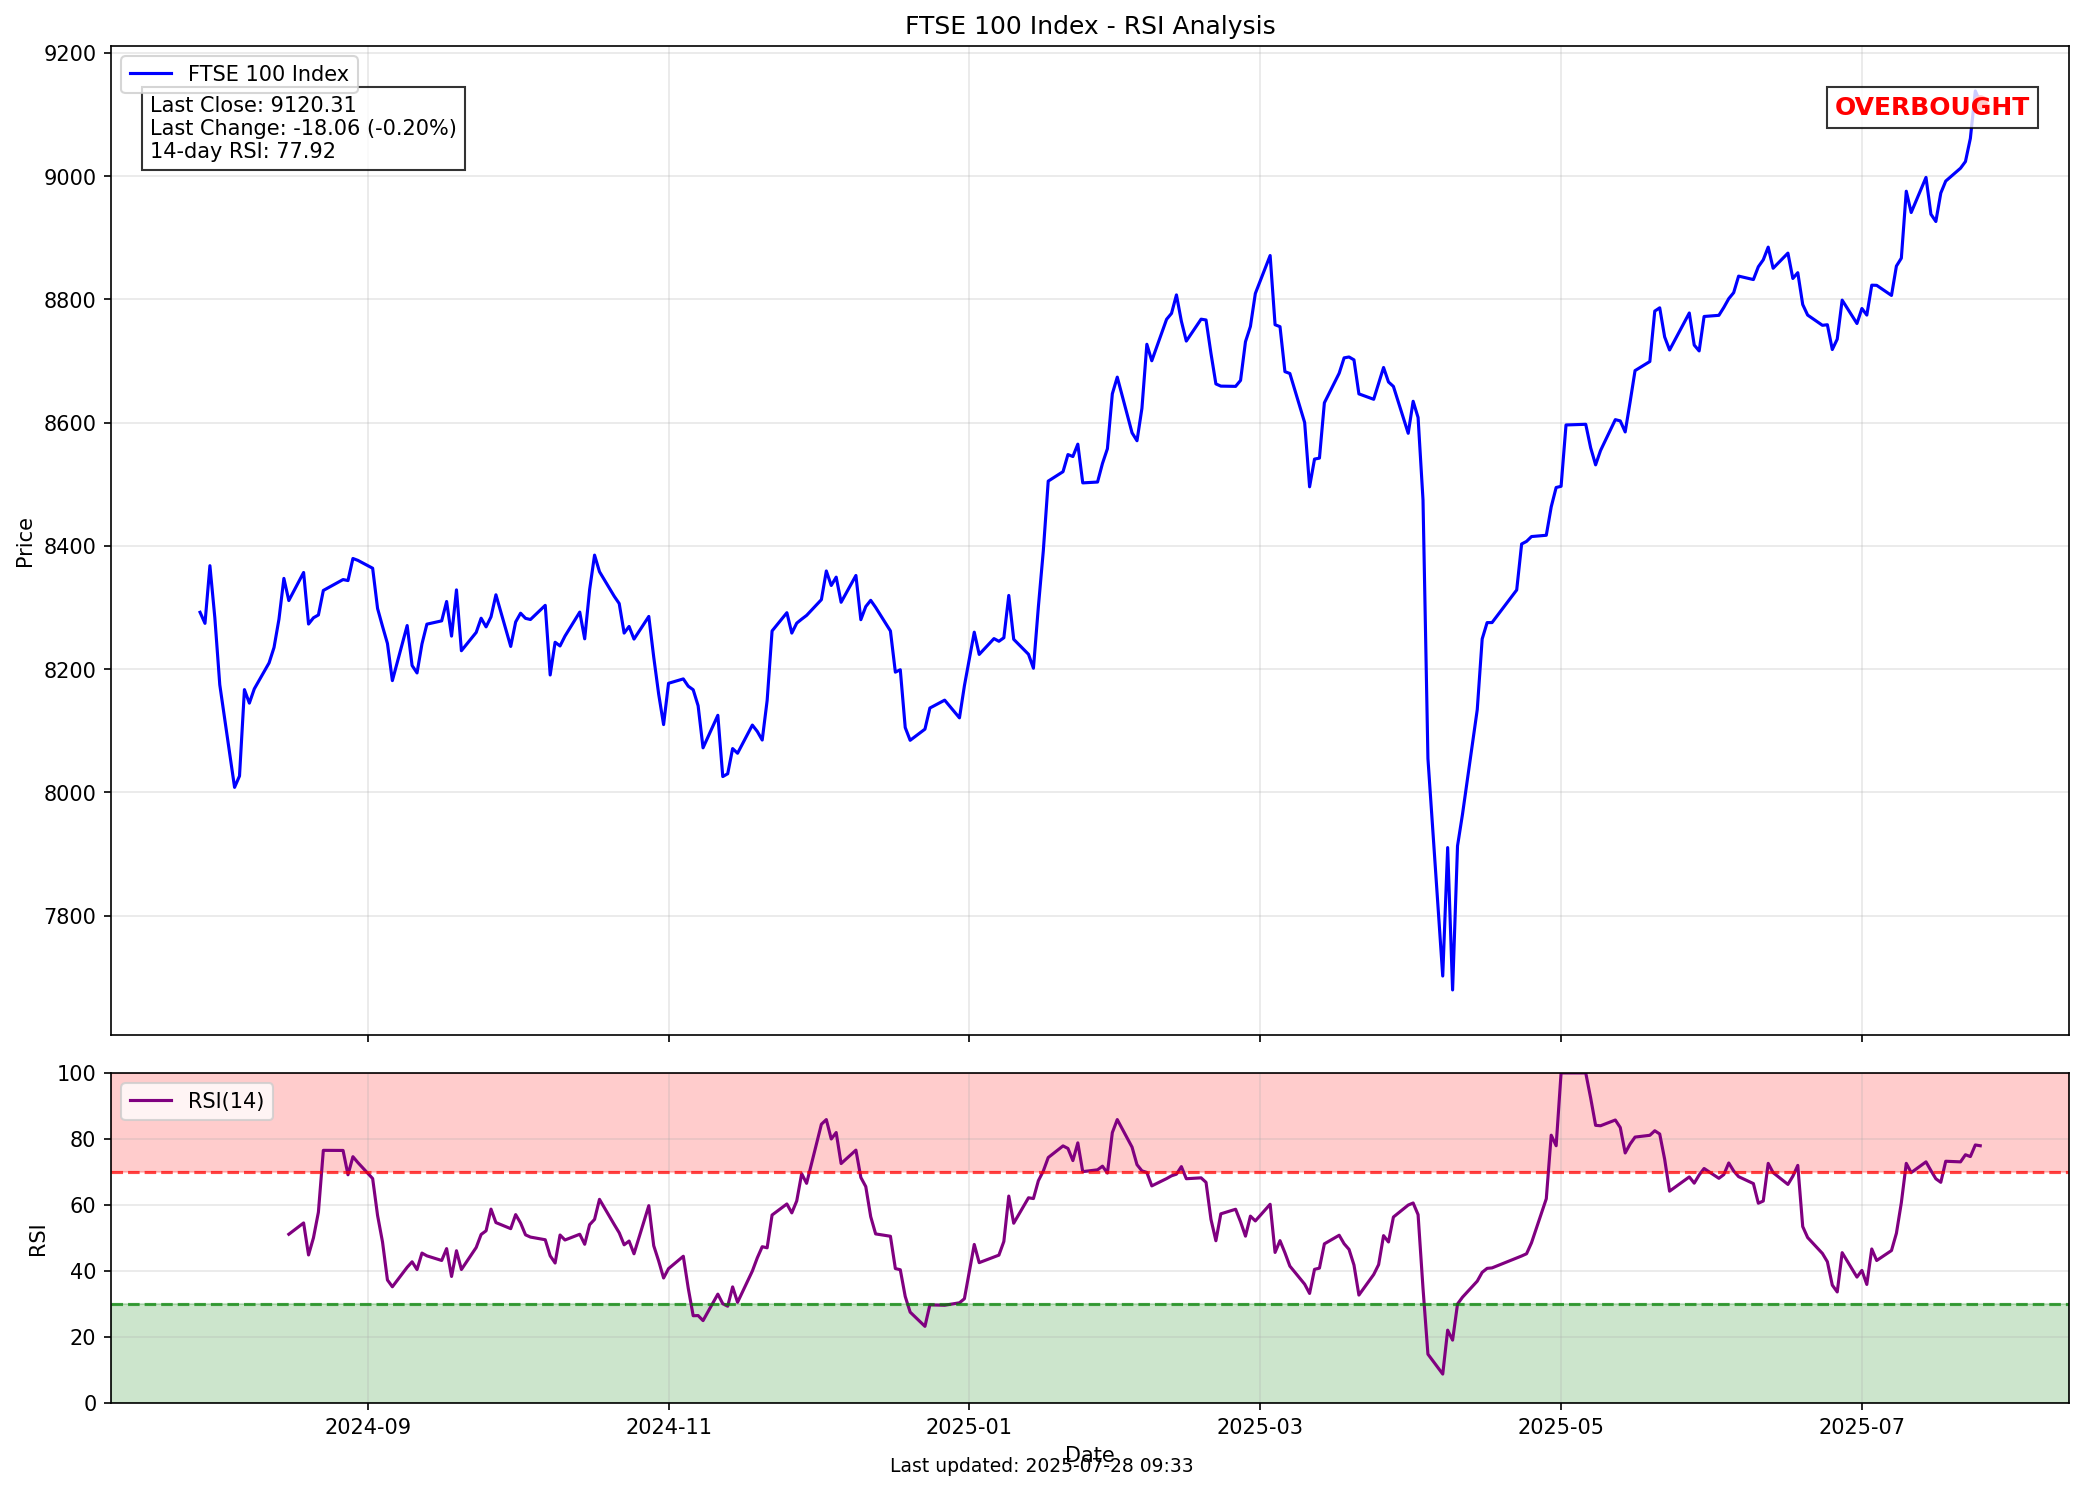 FTSE 100 Index - RSI Analysis
FTSE 100 Index
Last Close: 9120.31
Last Change: -18.06 (-0.20%)
14-day RSI: 77.92
OVERBOUGHT
Price
9200
9000
8800
8600
8400
8200
8000
7800
RSI(14)
RSI
100
80
60
40
20
0
2024-09
2024-11
2025-01
2025-03
2025-05
2025-07
Date
Last updated: 2025-07-28 09:33